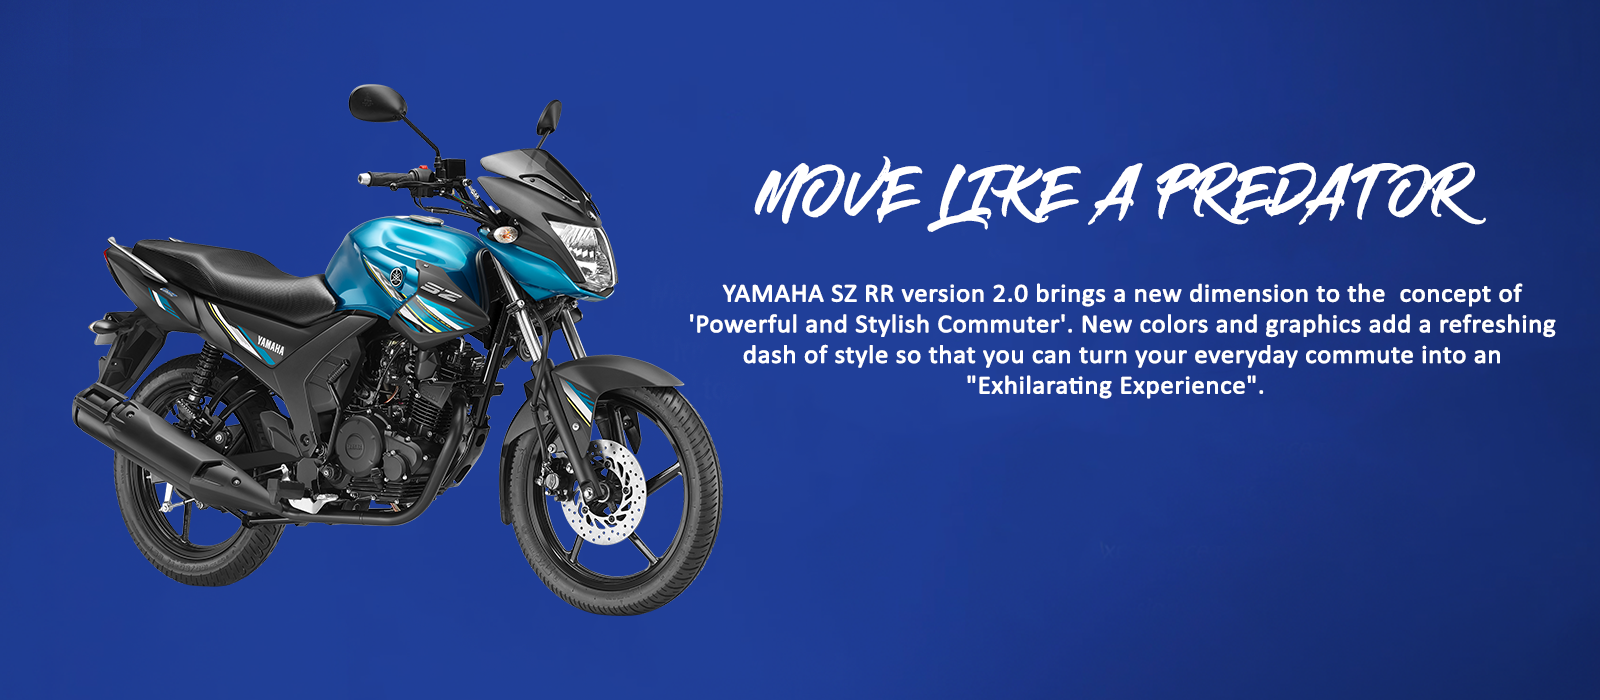 MOVE LIKE A PREDATOR
YAMAHA SZ RR version 2.0 brings a new dimension to the  concept of
'Powerful and Stylish Commuter'. New colors and graphics add a refreshing
dash of style so that you can turn your everyday commute into an
"Exhilarating Experience".
SZ
YAMAHA